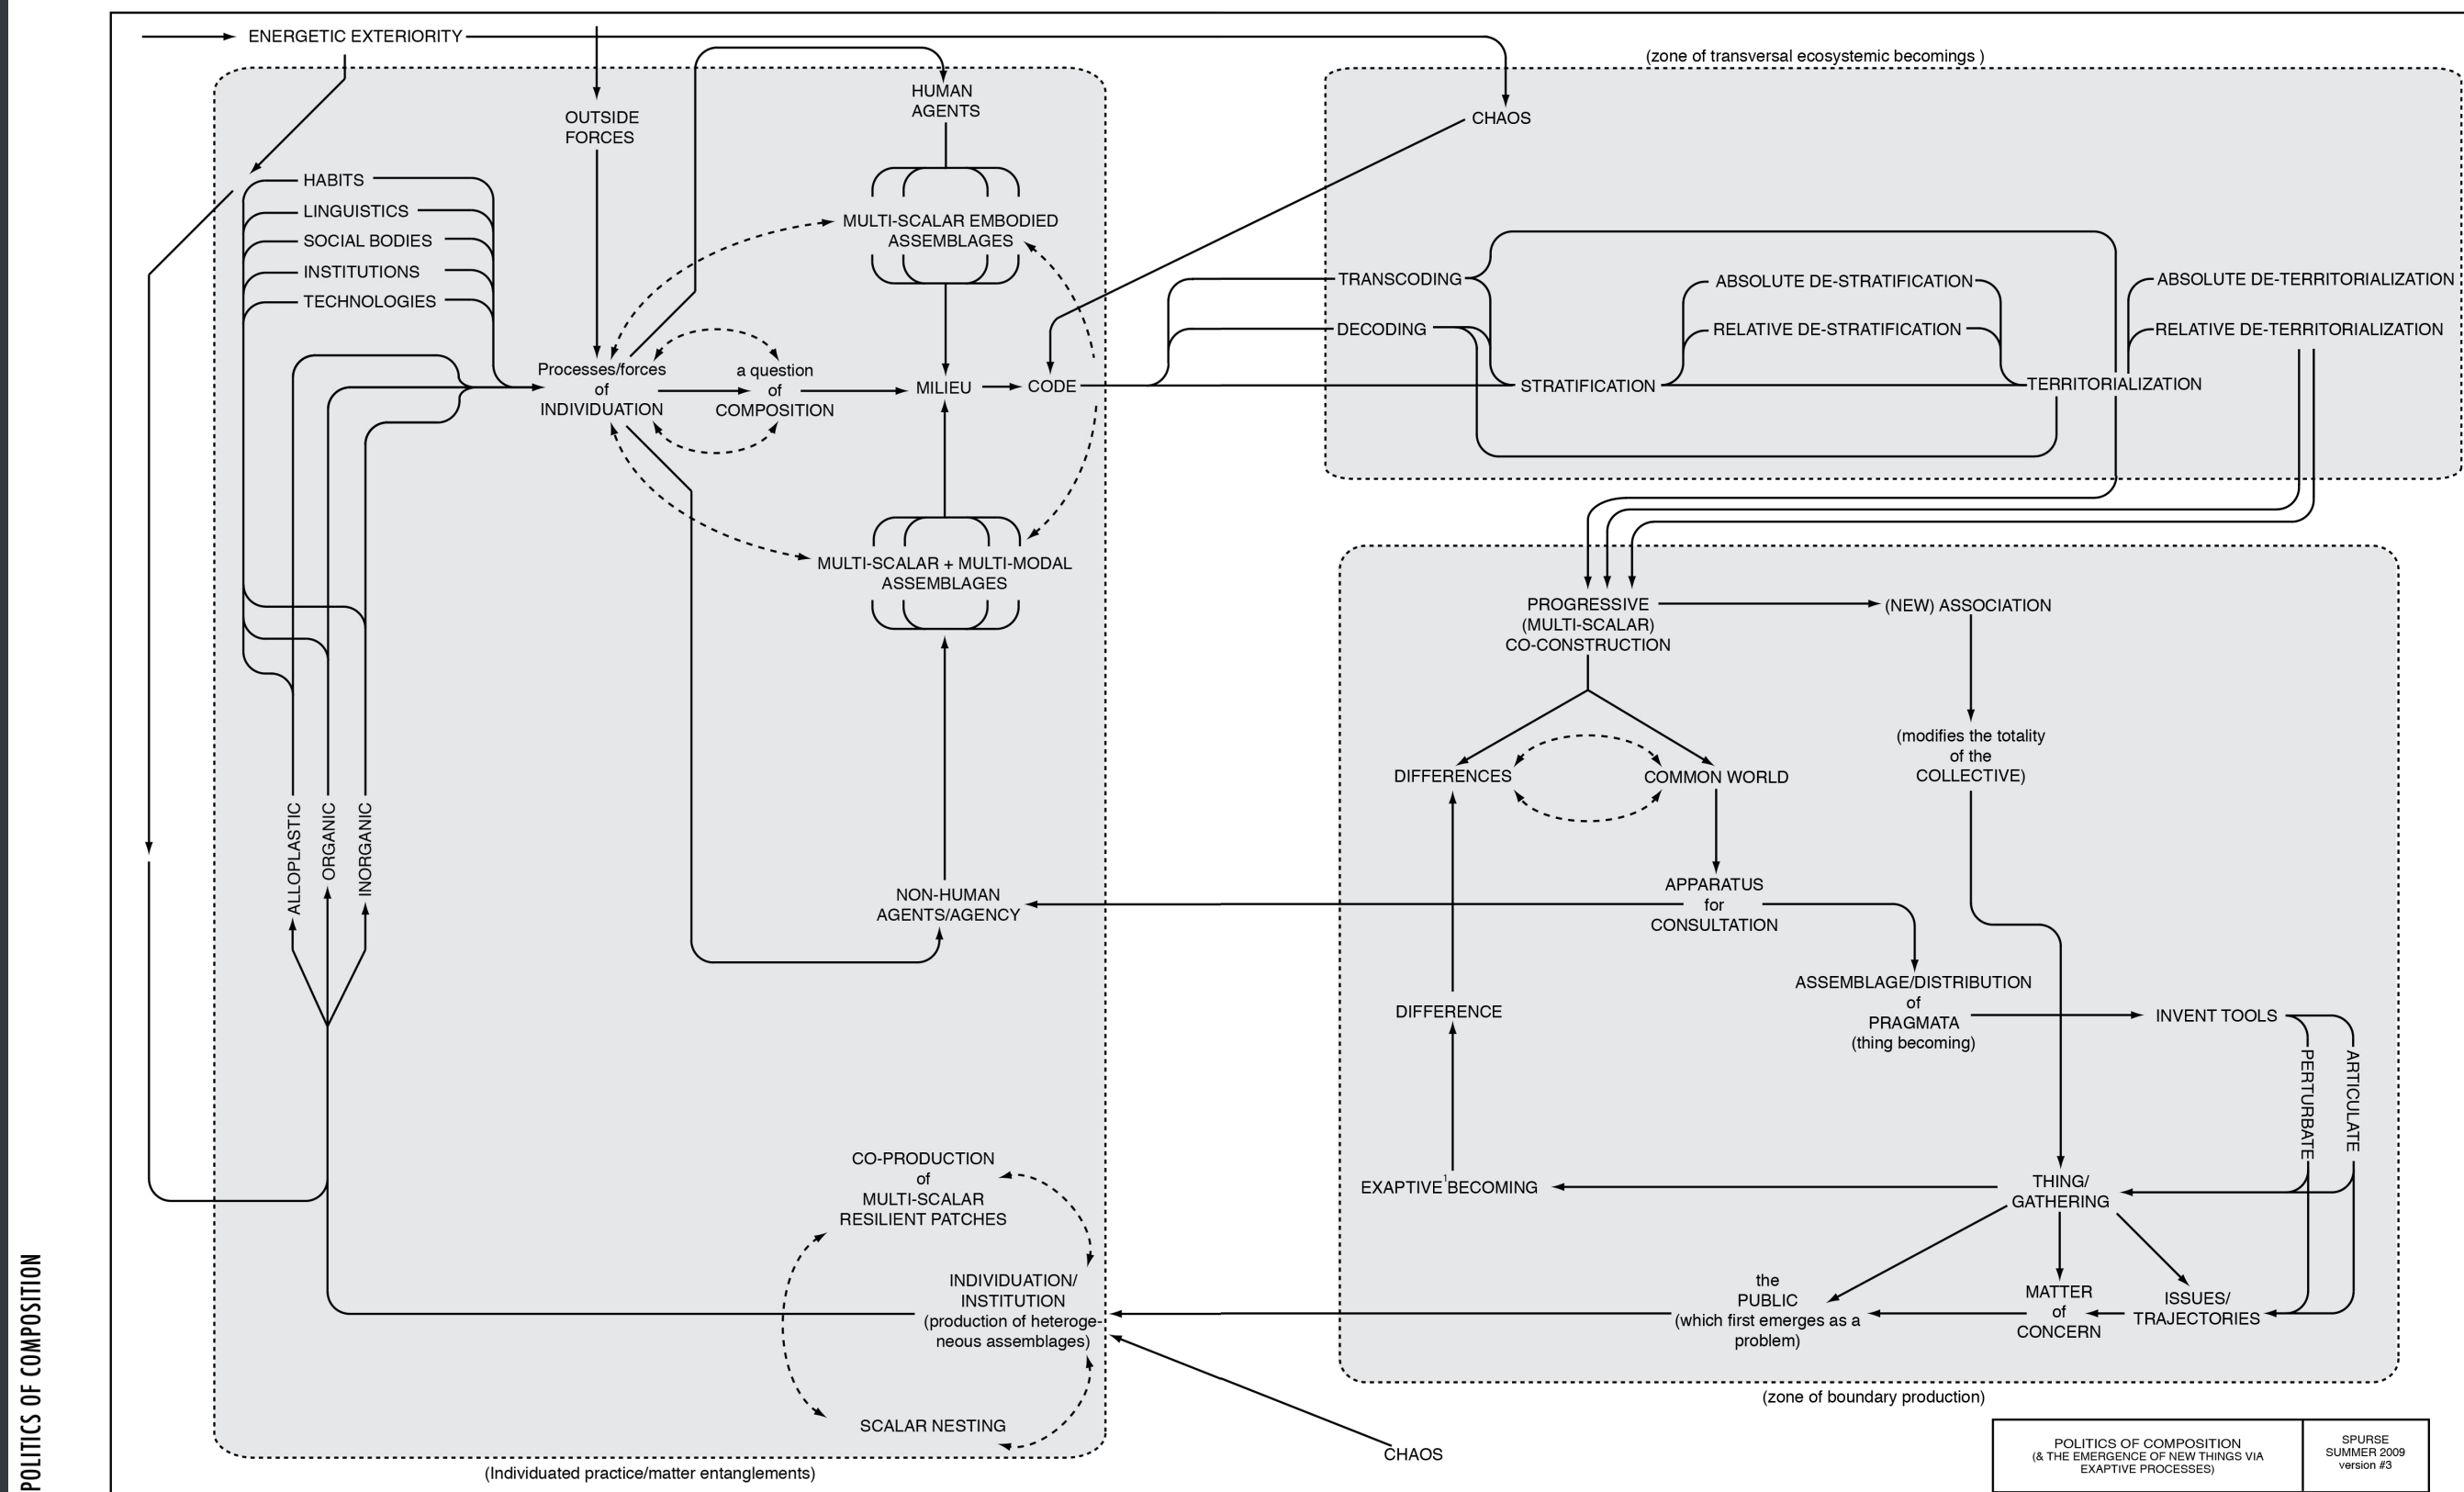 POLITICS OF COMPOSITION
ENERGETIC EXTERIORITY
(zone of transversal ecosystemic becomings )
OUTSIDE
FORCES
HUMAN
AGENTS
CHAOS
HABITS
LINGUISTICS
SOCIAL BODIES
INSTITUTIONS
TECHNOLOGIES
MULTI-SCALAR EMBODIED
ASSEMBLAGES
Processes/forces
of
INDIVIDUATION
a question
of
COMPOSITION
MILIEU
CODE
TRANSCODING
DECODING
STRATIFICATION
ABSOLUTE DE-STRATIFICATION
RELATIVE DE-STRATIFICATION
TERRITORIALIZATION
ABSOLUTE DE-TERRITORIALIZATION
RELATIVE DE-TERRITORIALIZATION
MULTI-SCALAR + MULTI-MODAL
ASSEMBLAGES
ALLOPLASTIC
ORGANIC
INORGANIC
NON-HUMAN
AGENTS/AGENCY
PROGRESSIVE
(MULTI-SCALAR)
CO-CONSTRUCTION
(NEW) ASSOCIATION
(modifies the totality
of the
COLLECTIVE)
DIFFERENCES
COMMON WORLD
APPARATUS
for
CONSULTATION
DIFFERENCE
ASSEMBLAGE/DISTRIBUTION
of
PRAGMATA
(thing becoming)
INVENT TOOLS
PERTURBATE
ARTICULATE
EXAPTIVE¹BECOMING
THING/
GATHERING
CO-PRODUCTION
of
MULTI-SCALAR
RESILIENT PATCHES
INDIVIDUATION/
INSTITUTION
(production of heteroge-
neous assemblages)
the
PUBLIC
(which first emerges as a
problem)
MATTER
of
CONCERN
ISSUES/
TRAJECTORIES
SCALAR NESTING
(zone of boundary production)
CHAOS
(Individuated practice/matter entanglements)
POLITICS OF COMPOSITION
(& THE EMERGENCE OF NEW THINGS VIA
EXAPTIVE PROCESSES)
SPURSE
SUMMER 2009
version #3